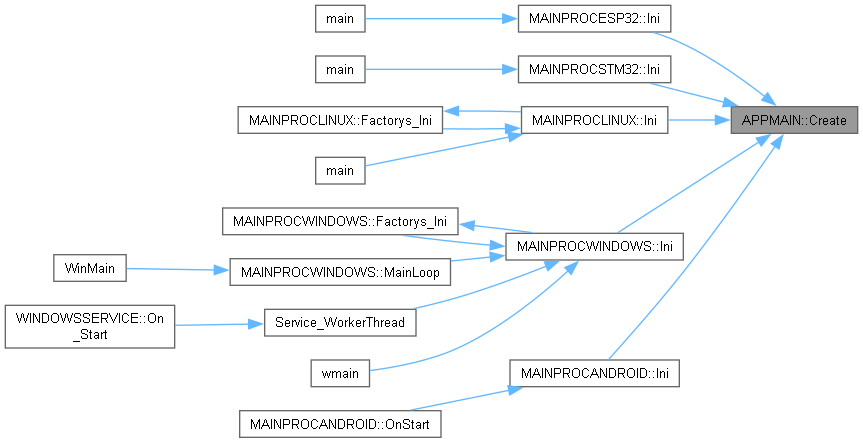 main
MAINPROCESP32::Ini
main
MAINPROCSTM32::Ini
MAINPROCLINUX::Factorys_Ini
MAINPROCLINUX::Ini
APPMAIN::Create
main
MAINPROCWINDOWS::Factorys_Ini
MAINPROCWINDOWS::Ini
WinMain
MAINPROCWINDOWS::MainLoop
WINDOWSSERVICE::On
_Start
Service_WorkerThread
wmain
MAINPROCANDROID::Ini
MAINPROCANDROID::OnStart